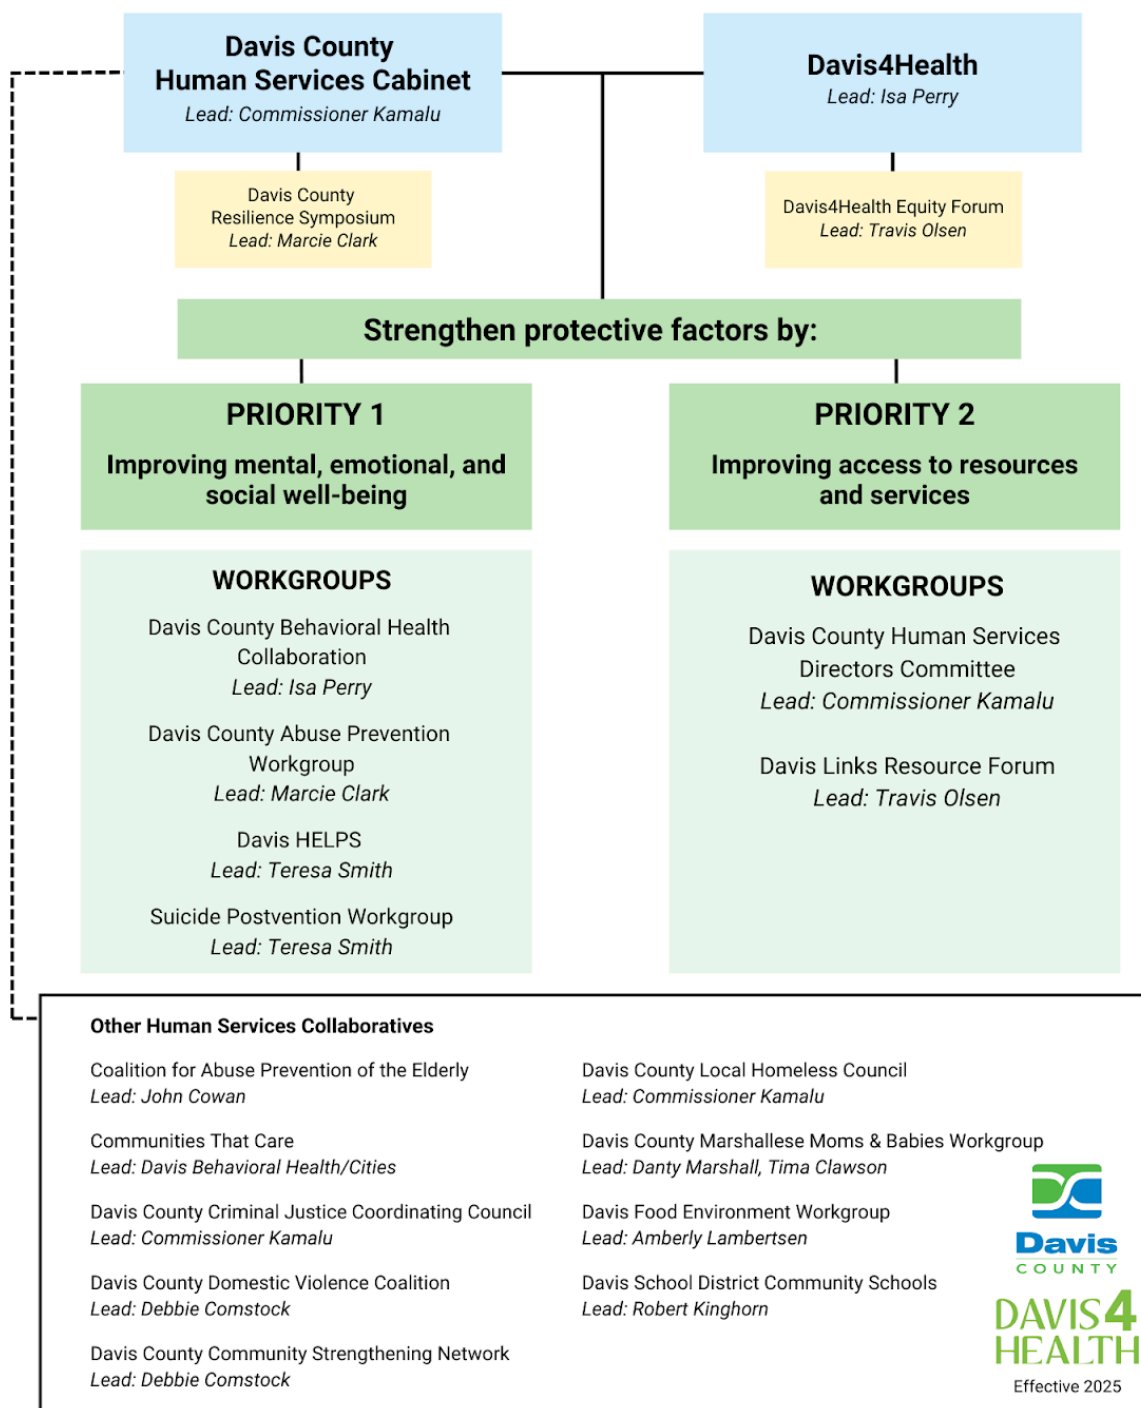 Davis County
Human Services Cabinet
Lead: Commissioner Kamalu
Davis4Health
Lead: Isa Perry
Davis County
Resilience Symposium
Lead: Marcie Clark
Davis4Health Equity Forum
Lead: Travis Olsen
Strengthen protective factors by:
PRIORITY 1
Improving mental, emotional, and
social well-being
PRIORITY 2
Improving access to resources
and services
WORKGROUPS
Davis County Behavioral Health
Collaboration
Lead: Isa Perry
Davis County Abuse Prevention
Workgroup
Lead: Marcie Clark
Davis HELPS
Lead: Teresa Smith
Suicide Postvention Workgroup
Lead: Teresa Smith
WORKGROUPS
Davis County Human Services
Directors Committee
Lead: Commissioner Kamalu
Davis Links Resource Forum
Lead: Travis Olsen
Other Human Services Collaboratives
Coalition for Abuse Prevention of the Elderly
Lead: John Cowan
Communities That Care
Lead: Davis Behavioral Health/Cities
Davis County Criminal Justice Coordinating Council
Lead: Commissioner Kamalu
Davis County Domestic Violence Coalition
Lead: Debbie Comstock
Davis County Community Strengthening Network
Lead: Debbie Comstock
Davis County Local Homeless Council
Lead: Commissioner Kamalu
Davis County Marshallese Moms & Babies Workgroup
Lead: Danty Marshall, Tima Clawson
Davis Food Environment Workgroup
Lead: Amberly Lambertsen
Davis School District Community Schools
Lead: Robert Kinghorn
Davis
COUNTY
DAVIS4
HEALTH
Effective 2025